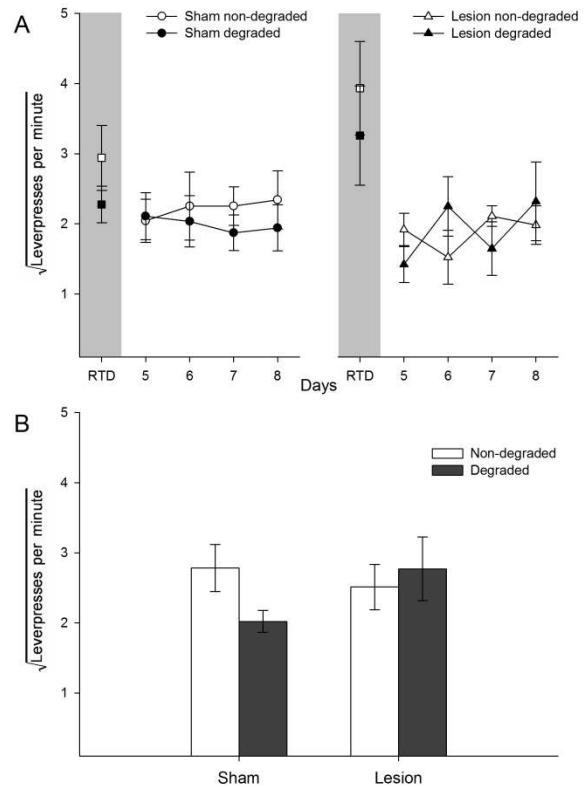 A
5
4
3
2
1
√Leverpresses per minute
Sham non-degraded
Sham degraded
Lesion non-degraded
Lesion degraded
RTD 5 6 7 8 RTD 5 6 7 8
Days
B
5
4
3
2
1
√Leverpresses per minute
Non-degraded
Degraded
Sham Lesion